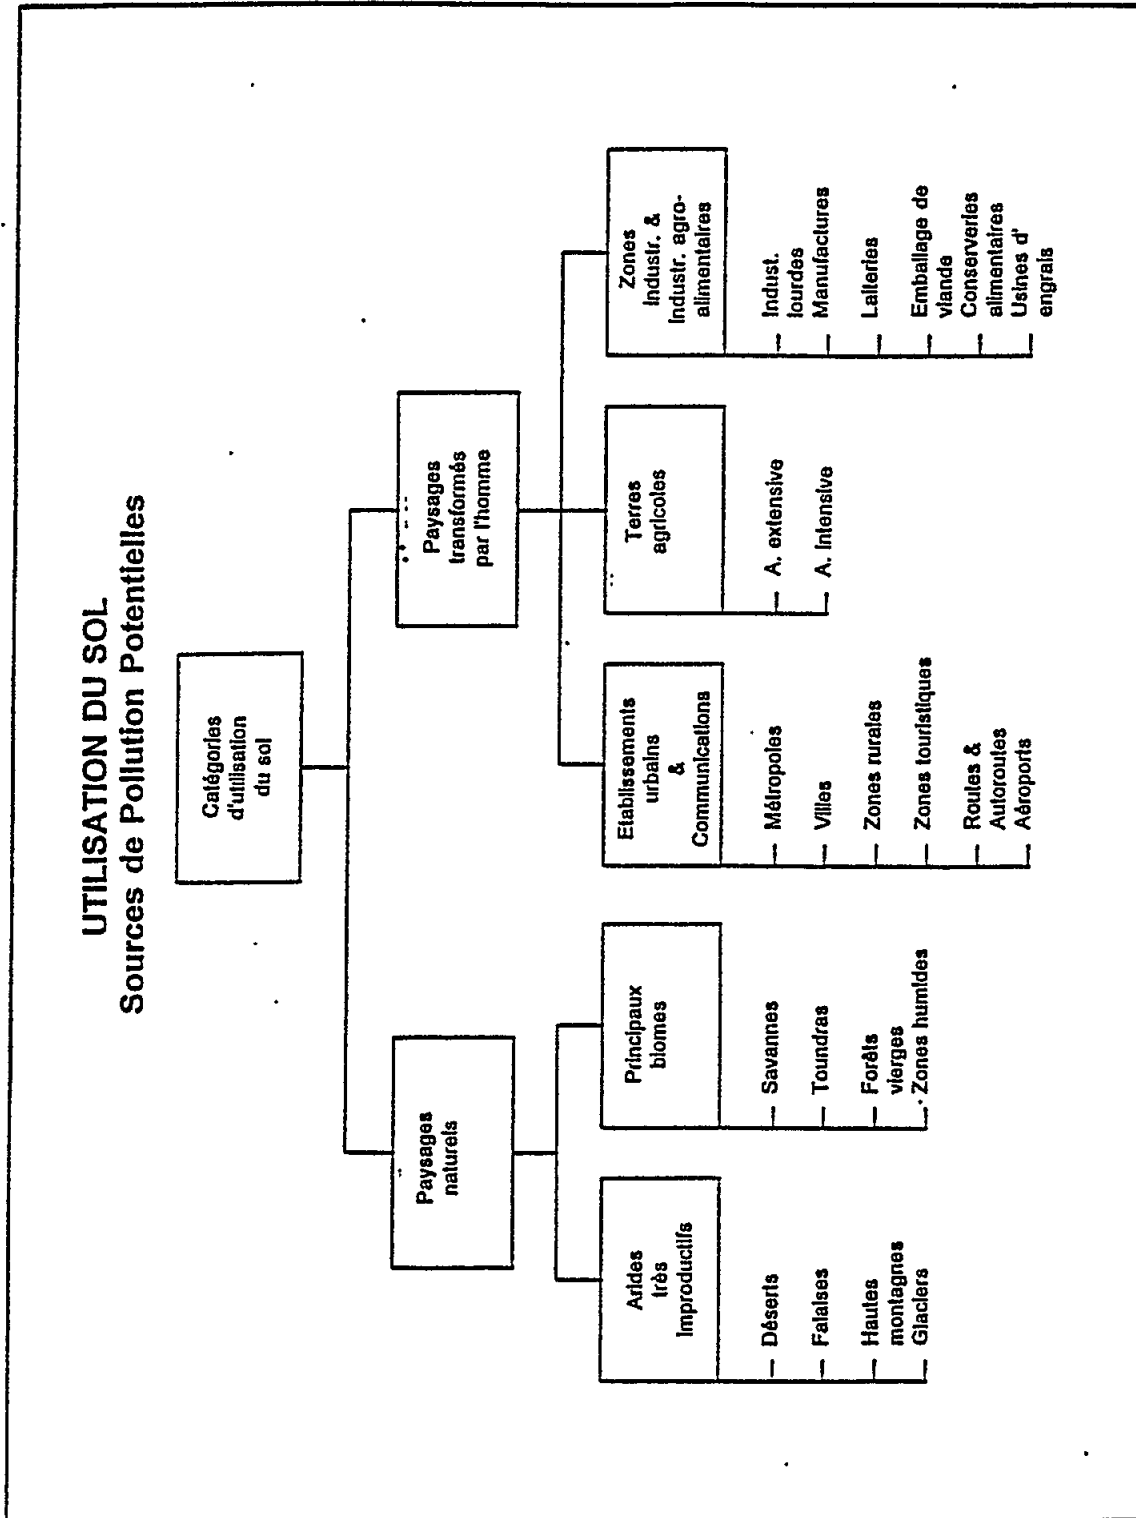 UTILISATION DU SOL
Sources de Pollution Potentielles
Catégories
d'utilisation
du sol
Paysages
naturels
Paysages
transformés
par l'homme
Arides
très
Improductifs
Déserts
Falaises
Hautes
montagnes
Glaciers
Principaux
biomes
Savannes
Toundras
Forêts
vierges
Zones humides
Etablissements
urbains
&
Communications
Métropoles
Villes
Zones rurales
Zones touristiques
Routes &
Autoroutes
Aéroports
Terres
agricoles
A. extensive
A. Intensive
Zones
Industr. &
Industr. agro-
alimentaires
Indust.
lourdes
Manufactures
Laiteries
Emballage de
viande
Conserveries
alimentaires
Usines d'
engrais